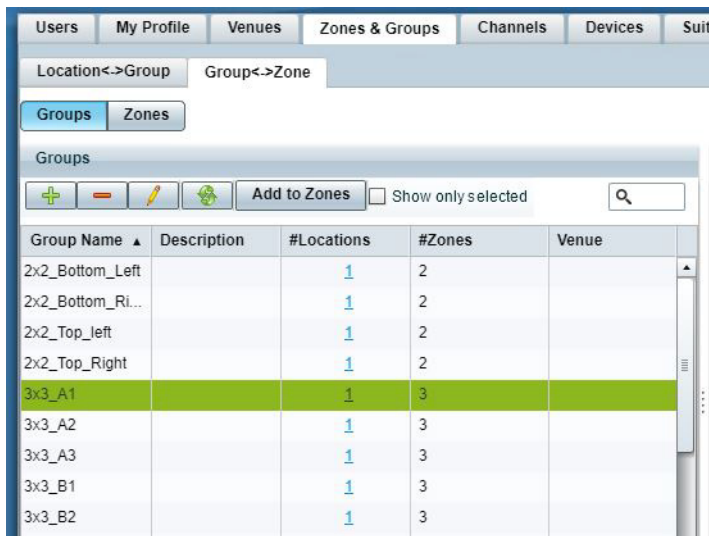 Users My Profile Venues Zones & Groups Channels Devices Suit
Location<->Group Group<->Zone
Groups Zones
Groups
Add to Zones Show only selected
Group Name ▲ Description #Locations #Zones Venue
2x2_Bottom_Left 1 2
2x2_Bottom_Ri... 1 2
2x2_Top_left 1 2
2x2_Top_Right 1 2
3x3_A1 1 3
3x3_A2 1 3
3x3_A3 1 3
3x3_B1 1 3
3x3_B2 1 3